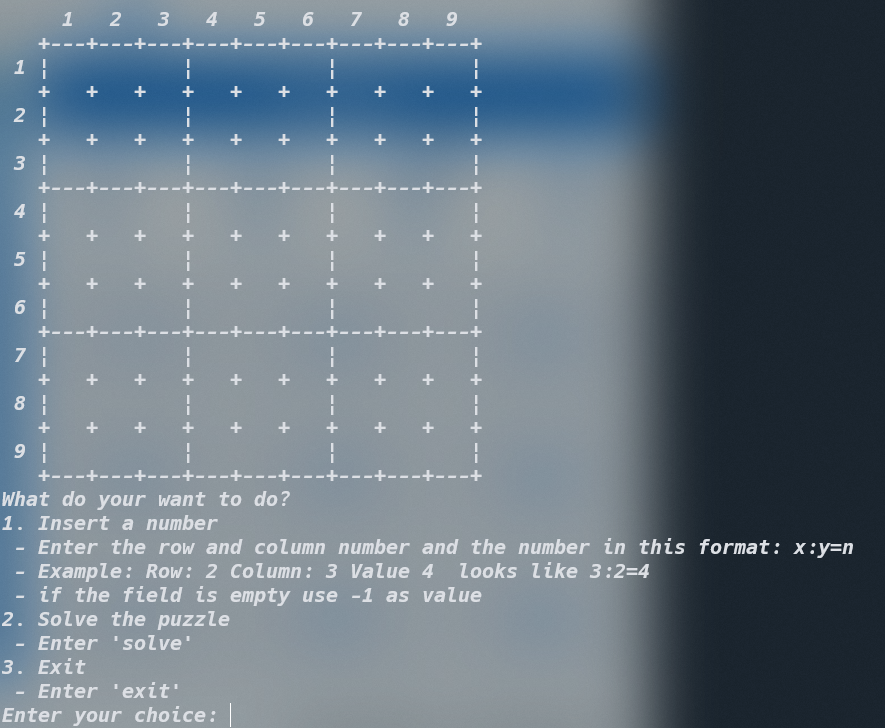 1   2   3   4   5   6   7   8   9
   +---+---+---+---+---+---+---+---+---+
 1 ¦           ¦           ¦           ¦
   +   +   +   +   +   +   +   +   +   +
 2 ¦           ¦           ¦           ¦
   +   +   +   +   +   +   +   +   +   +
 3 ¦           ¦           ¦           ¦
   +---+---+---+---+---+---+---+---+---+
 4 ¦           ¦           ¦           ¦
   +   +   +   +   +   +   +   +   +   +
 5 ¦           ¦           ¦           ¦
   +   +   +   +   +   +   +   +   +   +
 6 ¦           ¦           ¦           ¦
   +---+---+---+---+---+---+---+---+---+
 7 ¦           ¦           ¦           ¦
   +   +   +   +   +   +   +   +   +   +
 8 ¦           ¦           ¦           ¦
   +   +   +   +   +   +   +   +   +   +
 9 ¦           ¦           ¦           ¦
   +---+---+---+---+---+---+---+---+---+
What do your want to do?
1. Insert a number
 - Enter the row and column number and the number in this format: x:y=n
 - Example: Row: 2 Column: 3 Value 4  looks like 3:2=4
 - if the field is empty use -1 as value
2. Solve the puzzle
 - Enter 'solve'
3. Exit
 - Enter 'exit'
Enter your choice: